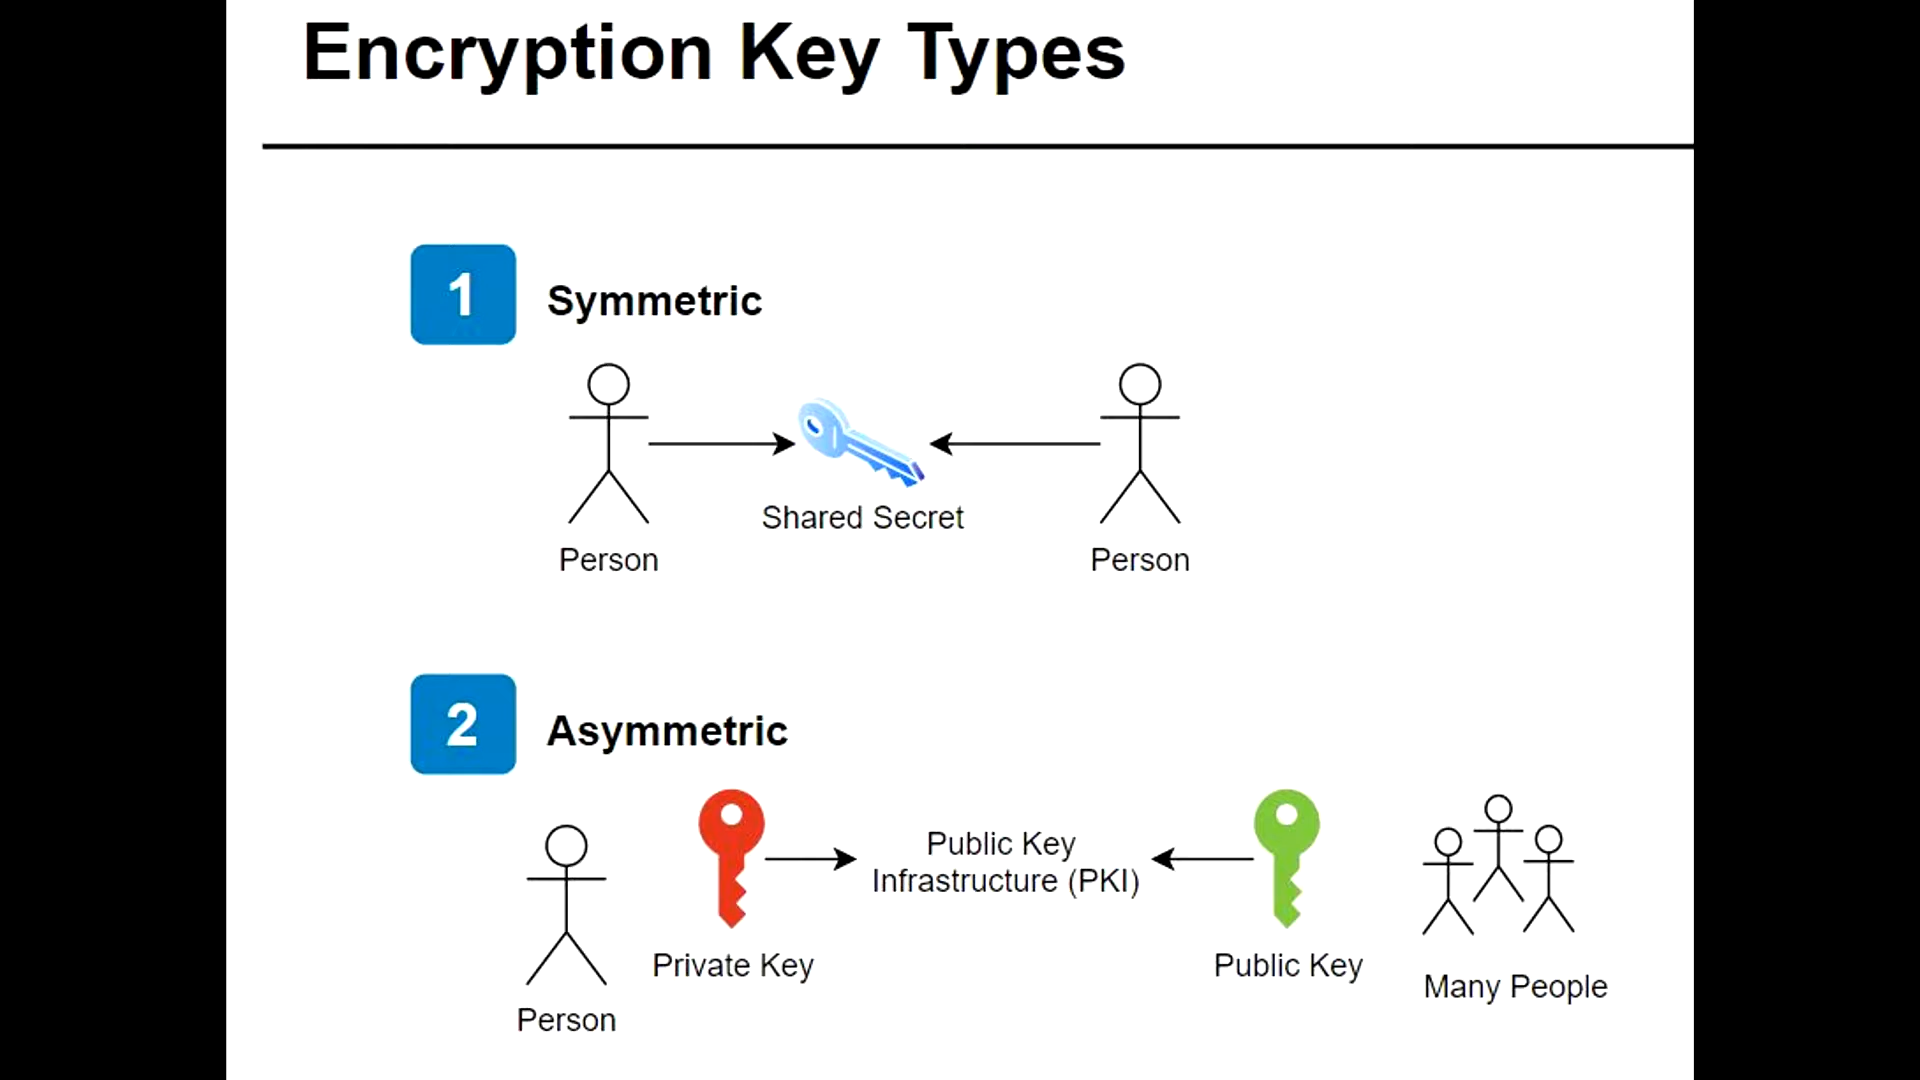 Encryption Key Types
1
Symmetric
Shared Secret
Person
Person
2
Asymmetric
Public Key
Infrastructure (PKI)
Private Key
Public Key
Many People
Person